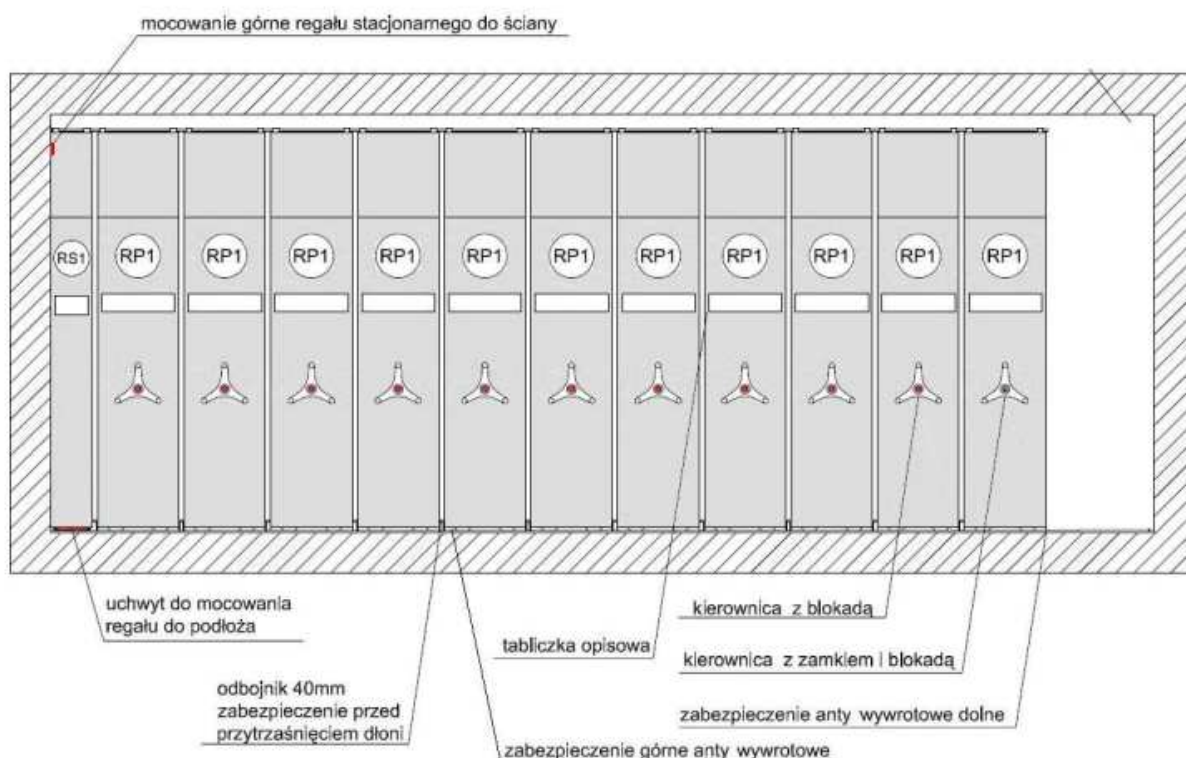 mocowanie górne regału stacjonarnego do ściany
RS1 RP1 RP1 RP1 RP1 RP1 RP1 RP1 RP1 RP1 RP1 RP1
uchwyt do mocowania
regału do podłoża
odbojnik 40mm
zabezpieczenie przed
przytrzaśnięciem dłoni
tabliczka opisowa
kierownica z blokadą
kierownica z zamkiem i blokadą
zabezpieczenie anty wywrotowe dolne
zabezpieczenie górne anty wywrotowe